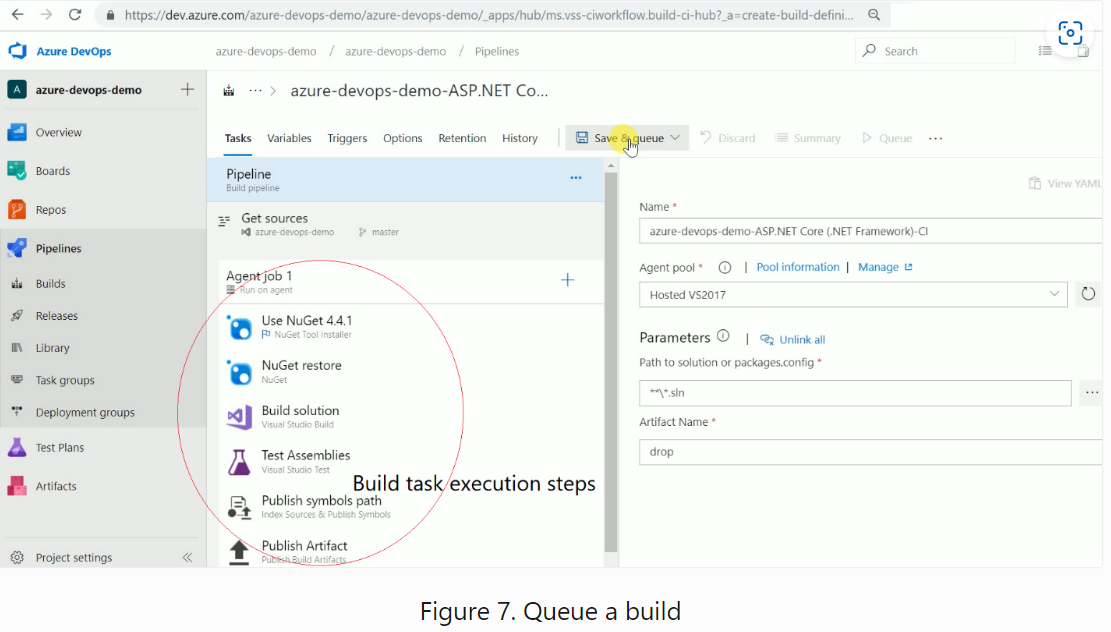 https://dev.azure.com/azure-devops-demo/azure-devops-demo/_apps/hub/ms.vss-ciworkflow.build-ci-hub?_a=create-build-defini...
Azure DevOps
azure-devops-demo / azure-devops-demo / Pipelines
Search
A azure-devops-demo
... > azure-devops-demo-ASP.NET Co...
Overview
Boards
Repos
Pipelines
Builds
Releases
Library
Task groups
Deployment groups
Test Plans
Artifacts
Project settings
Tasks Variables Triggers Options Retention History
Save & queue Discard Summary Queue ...
Pipeline
Build pipeline
Get sources
azure-devops-demo master
Agent job 1
Run on agent
Use NuGet 4.4.1
NuGet Tool Installer
NuGet restore
NuGet
Build solution
Visual Studio Build
Test Assemblies
Visual Studio Test
Build task execution steps
Publish symbols path
Index Sources & Publish Symbols
Publish Artifact
Publish Build Artifacts
View YAML
Name *
azure-devops-demo-ASP.NET Core (.NET Framework)-CI
Agent pool * | Pool information | Manage
Hosted VS2017
Parameters | Unlink all
Path to solution or packages.config *
**\*.sln
Artifact Name *
drop
Figure 7. Queue a build